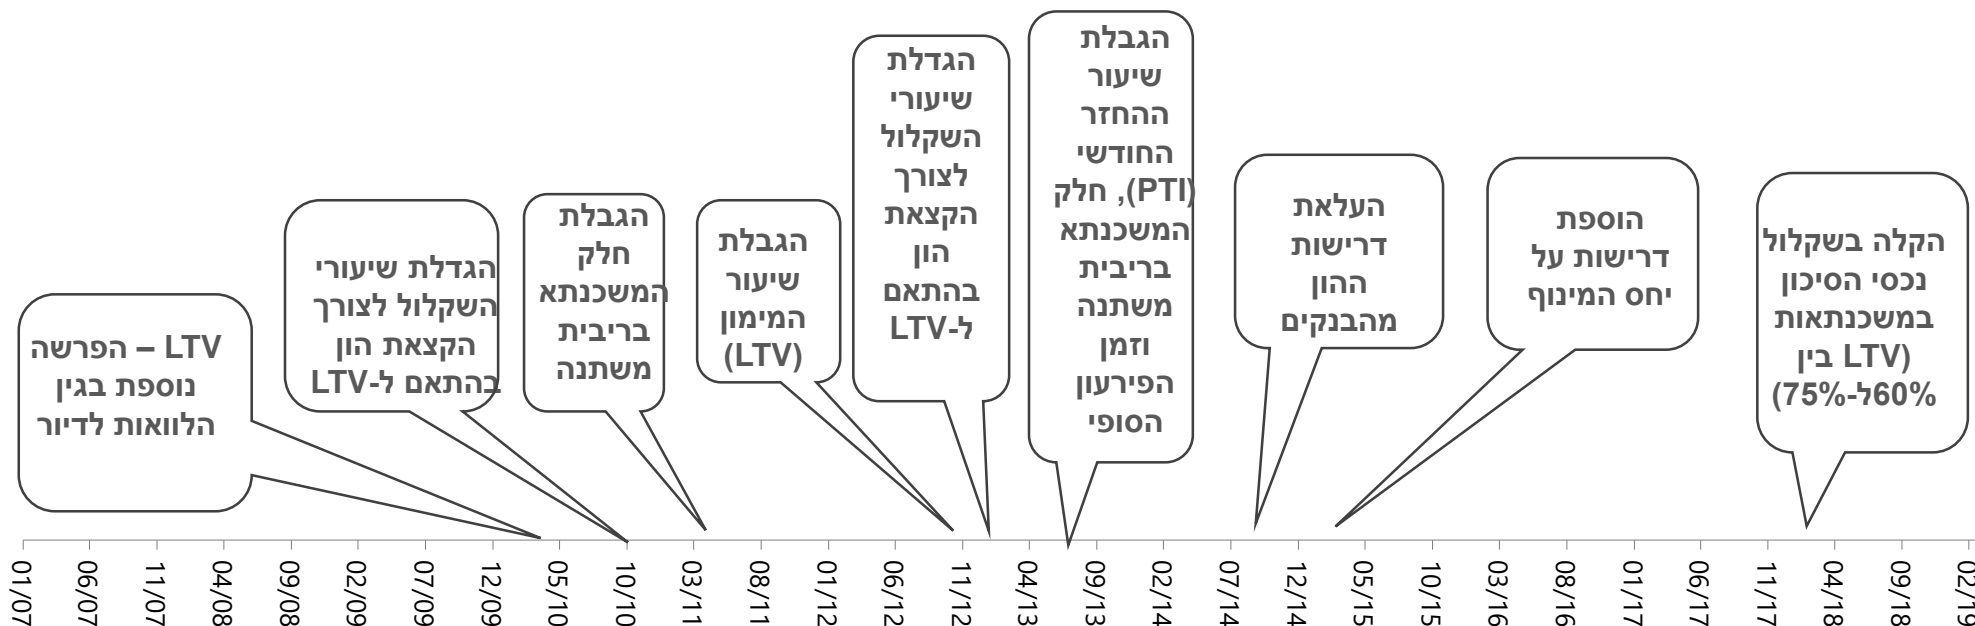 LTV – הפרשה
נוספת בגין
הלוואות לדיור
הגדלת שיעורי
השקלול לצורך
הקצאת הון
בהתאם ל-LTV
הגבלת
חלק
המשכנתא
בריבית
משתנה
הגבלת
שיעור
המימון
(LTV)
הגדלת
שיעורי
השקלול
לצורך
הקצאת
הון
בהתאם
ל-LTV
הגבלת
שיעור
ההחזר
החודשי
(PTI), חלק
המשכנתא
בריבית
משתנה
וזמן
הפירעון
הסופי
העלאת
דרישות
ההון
מהבנקים
הוספת
דרישות על
יחס המינוף
הקלה בשקלול
נכסי הסיכון
במשכנתאות
(LTV בין
60%ל-75%)
01/07
06/07
11/07
04/08
09/08
02/09
07/09
12/09
05/10
10/10
03/11
08/11
01/12
06/12
11/12
04/13
09/13
02/14
07/14
12/14
05/15
10/15
03/16
08/16
01/17
06/17
11/17
04/18
09/18
02/19